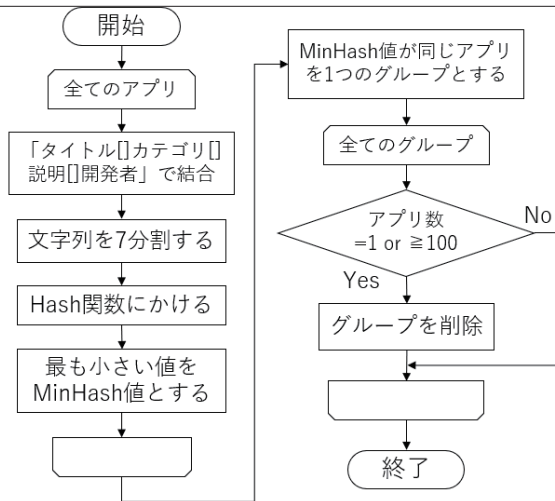 開始
全てのアプリ
「タイトル[]カテゴリ[]
説明[]開発者」で結合
文字列を7分割する
Hash関数にかける
最も小さい値を
MinHash値とする
MinHash値が同じアプリ
を1つのグループとする
全てのグループ
アプリ数
=1 or ≧100
No
Yes
グループを削除
終了